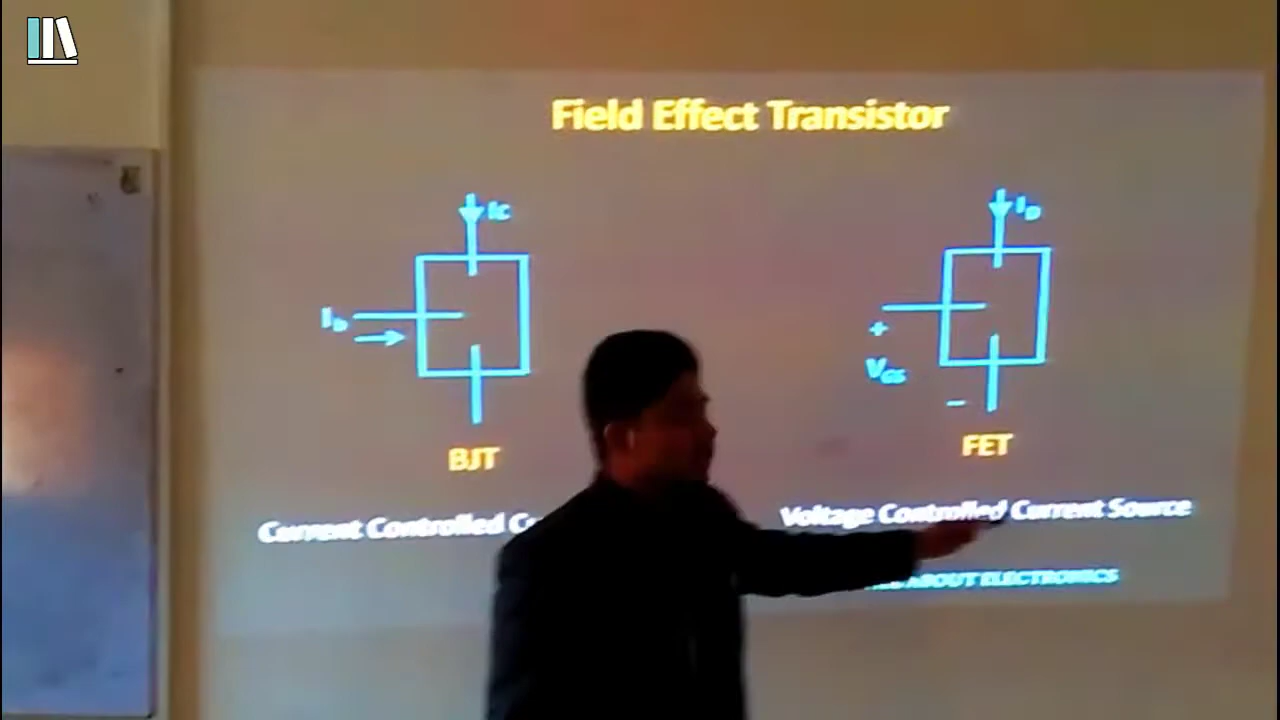 Field Effect Transistor
Ic
ID
Ib
+
VGS
–
BJT
FET
Current Controlled
Voltage Controlled Current Source
ABOUT ELECTRONICS